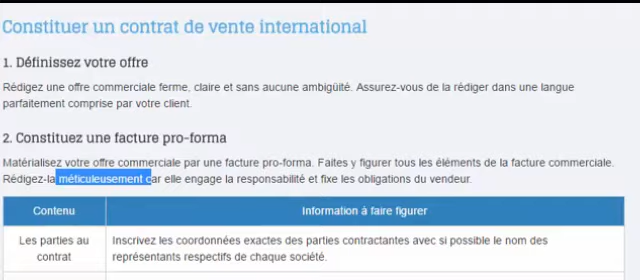 Constituer un contrat de vente international
1. Définissez votre offre
Rédigez une offre commerciale ferme, claire et sans aucune ambigüité. Assurez-vous de la rédiger dans une langue
parfaitement comprise par votre client.
2. Constituez une facture pro-forma
Matérialisez votre offre commerciale par une facture pro-forma. Faites y figurer tous les éléments de la facture commerciale.
Rédigez-la méticuleusement car elle engage la responsabilité et fixe les obligations du vendeur.
Contenu Information à faire figurer
Les parties au Inscrivez les coordonnées exactes des parties contractantes avec si possible le nom des
contrat représentants respectifs de chaque société.